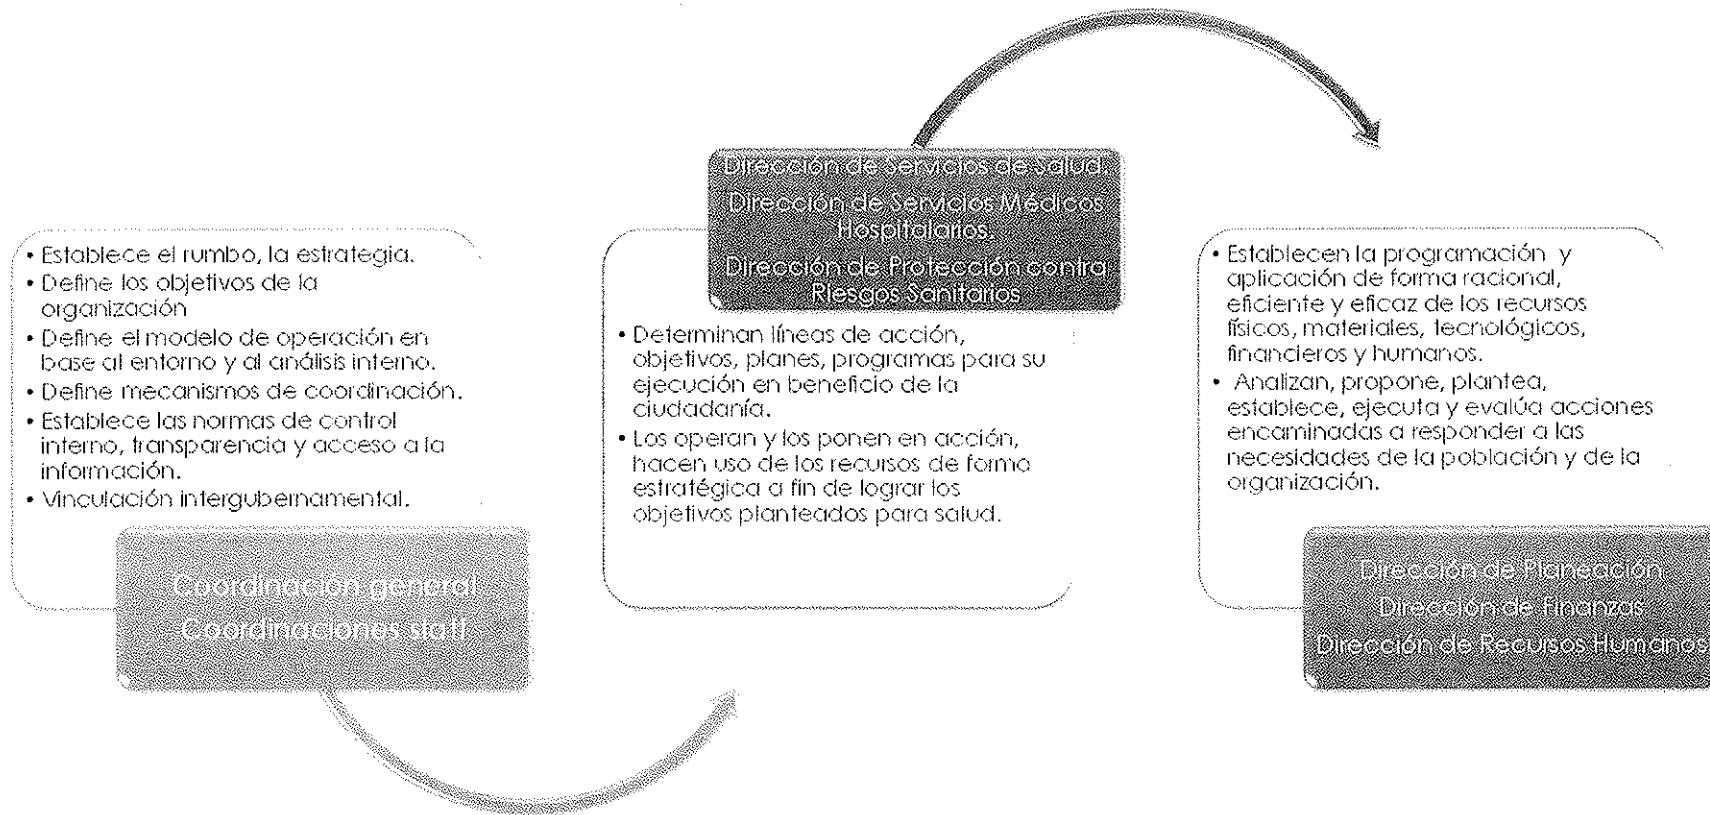 • Establece el rumbo, la estrategia.
• Define los objetivos de la
organización
• Define el modelo de operación en
base al entorno y al análisis interno.
• Define mecanismos de coordinación.
• Establece las normas de control
interno, transparencia y acceso a la
información.
• Vinculación intergubernamental.
Coordinación general
Coordinaciones staff
Dirección de Servicios de Salud.
Dirección de Servicios Médicos
Hospitalarios.
Dirección de Protección contra
Riesgos Sanitarios
• Determinan líneas de acción,
objetivos, planes, programas para su
ejecución en beneficio de la
ciudadanía.
• Los operan y los ponen en acción,
hacen uso de los recursos de forma
estratégica a fin de lograr los
objetivos planteados para salud.
• Establecen la programación y
aplicación de forma racional,
eficiente y eficaz de los recursos
físicos, materiales, tecnológicos,
financieros y humanos.
• Analizan, propone, plantea,
establece, ejecuta y evalúa acciones
encaminadas a responder a las
necesidades de la población y de la
organización.
Dirección de Planeación
Dirección de Finanzas
Dirección de Recursos Humanos